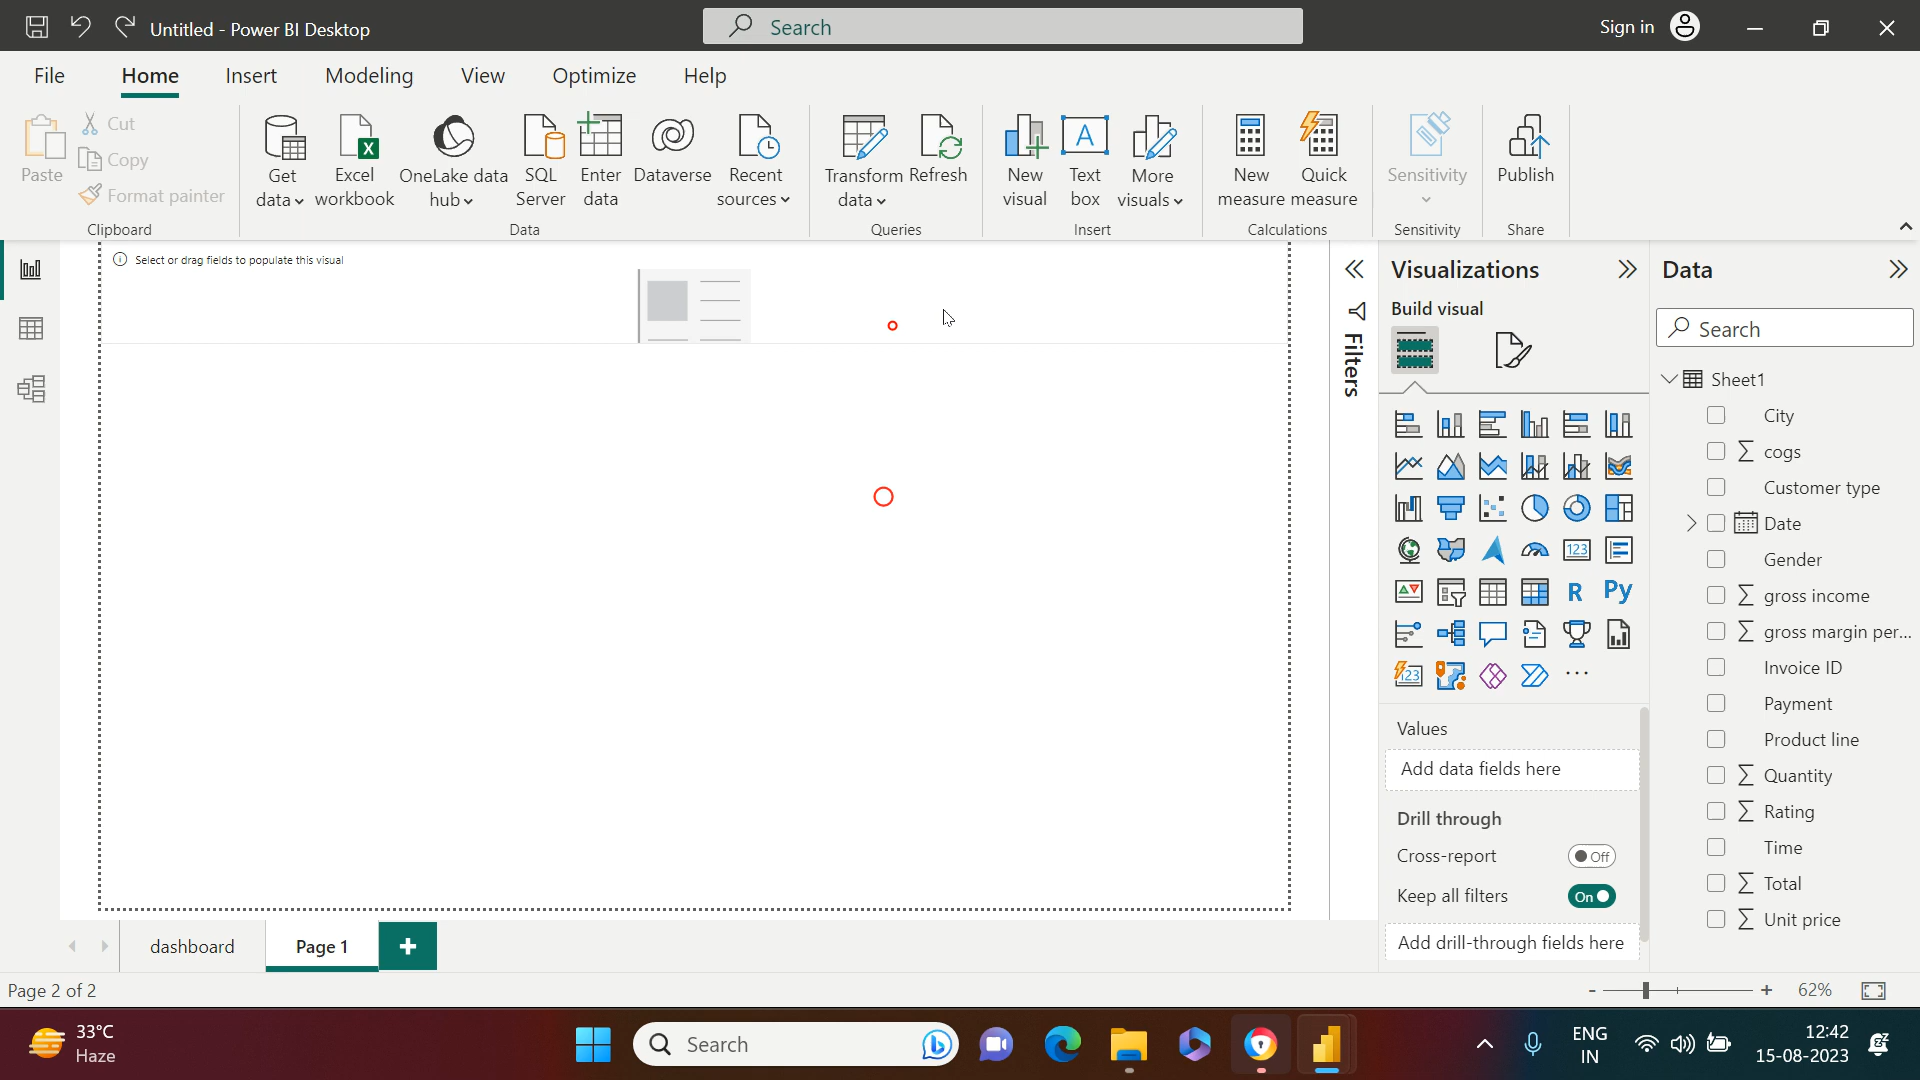 Untitled - Power BI Desktop
Search
Sign in
File
Home
Insert
Modeling
View
Optimize
Help
Paste
Cut
Copy
Format painter
Clipboard
Get data
Excel workbook
OneLake data hub
SQL Server
Enter data
Dataverse
Recent sources
Data
Transform data
Refresh
Queries
New visual
A
Text box
More visuals
Insert
New measure
Quick measure
Calculations
Sensitivity
Sensitivity
Publish
Share
Select or drag fields to populate this visual
Filters
Visualizations
Build visual
123
R
Py
123
Values
Add data fields here
Drill through
Cross-report
Off
Keep all filters
On
Add drill-through fields here
Data
Search
Sheet1
City
∑ cogs
Customer type
Date
Gender
∑ gross income
∑ gross margin per...
Invoice ID
Payment
Product line
∑ Quantity
∑ Rating
Time
∑ Total
∑ Unit price
dashboard
Page 1
+
Page 2 of 2
- + 62%
33°C
Haze
Search
ENG
IN
12:42
15-08-2023